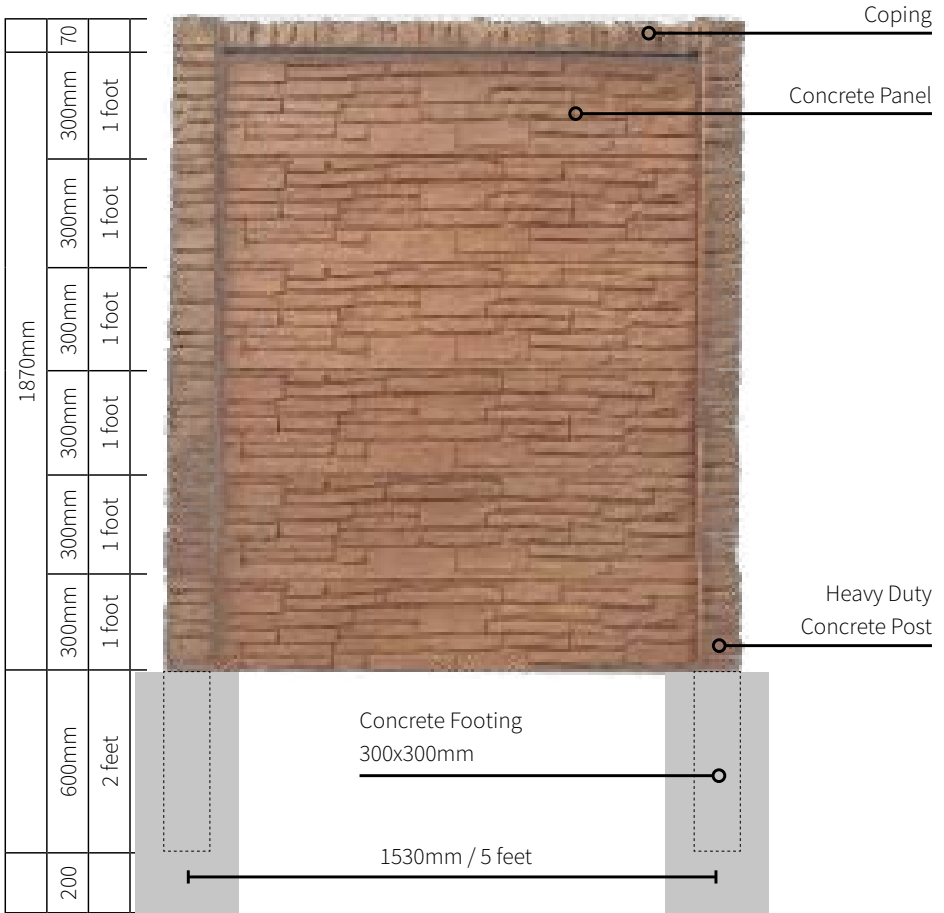 Coping
70
Concrete Panel
300mm
1 foot
300mm
1 foot
300mm
1 foot
1870mm
300mm
1 foot
300mm
1 foot
300mm
1 foot
Heavy Duty
Concrete Post
600mm
2 feet
Concrete Footing
300x300mm
1530mm / 5 feet
200